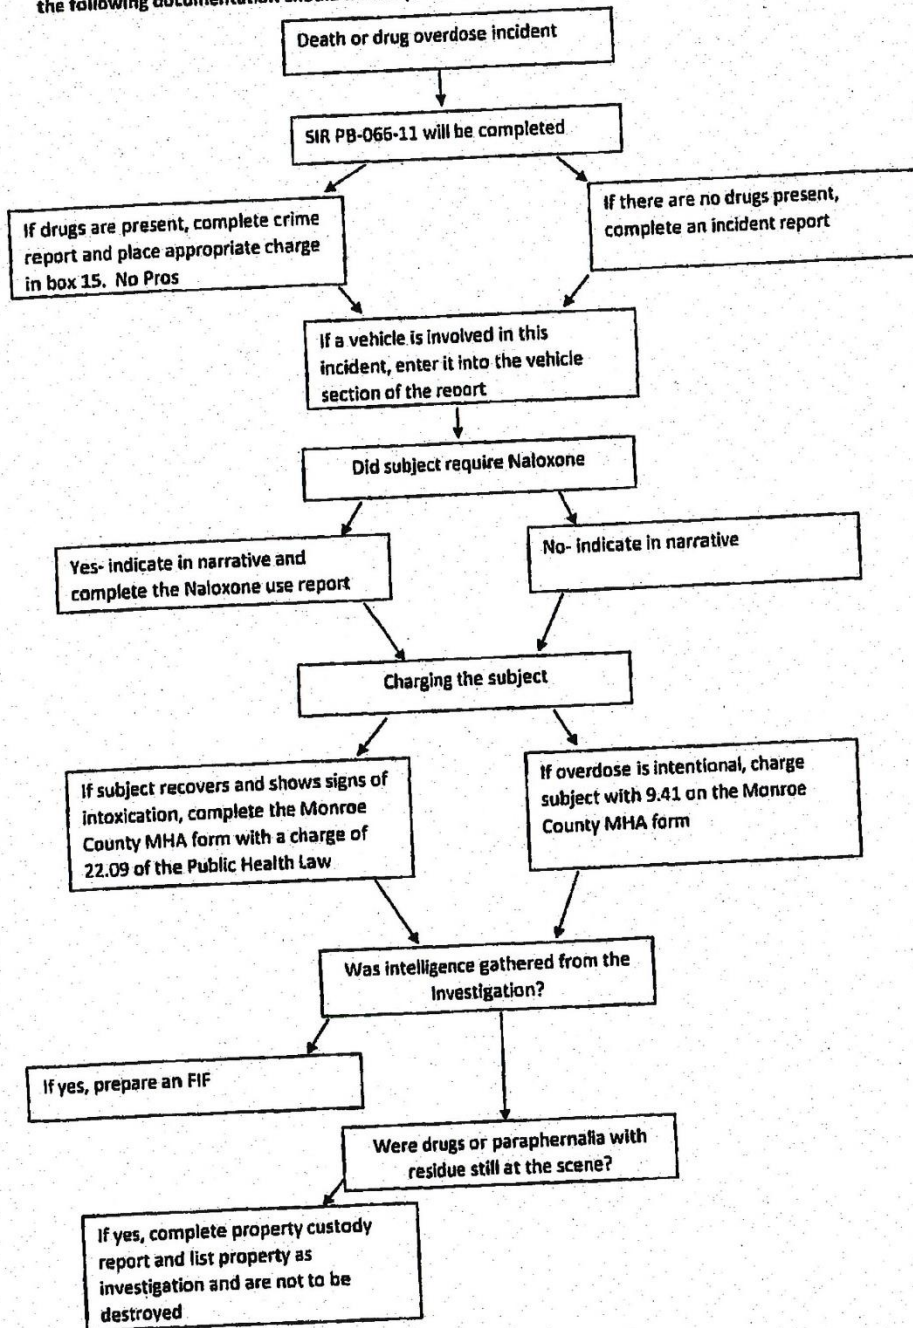 the following documentation
Death or drug overdose incident
SIR PB-066-11 will be completed
If drugs are present, complete crime
report and place appropriate charge
in box 15. No Pros
If there are no drugs present,
complete an incident report
If a vehicle is involved in this
incident, enter it into the vehicle
section of the report
Did subject require Naloxone
Yes- indicate in narrative and
complete the Naloxone use report
No- indicate in narrative
Charging the subject
If subject recovers and shows signs of
intoxication, complete the Monroe
County MHA form with a charge of
22.09 of the Public Health Law
If overdose is intentional, charge
subject with 9.41 on the Monroe
County MHA form
Was intelligence gathered from the
investigation?
If yes, prepare an FIF
Were drugs or paraphernalia with
residue still at the scene?
If yes, complete property custody
report and list property as
investigation and are not to be
destroyed